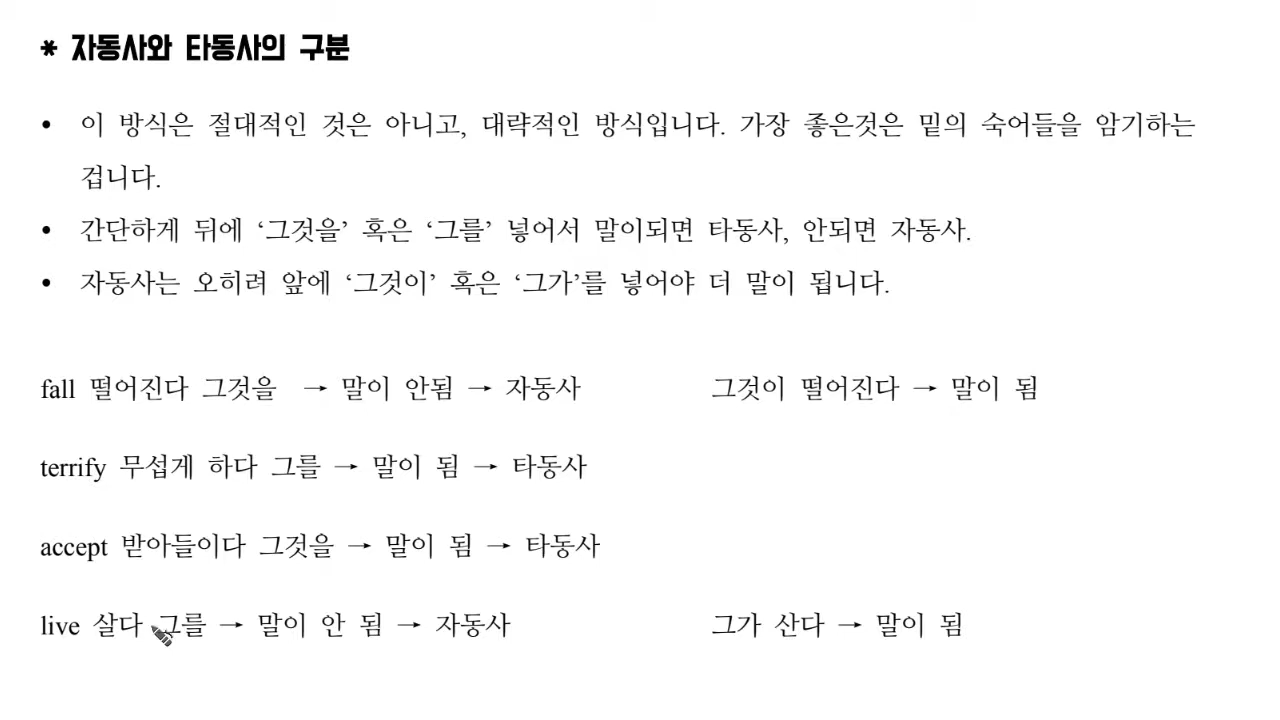 * 자동사와 타동사의 구분
• 이 방식은 절대적인 것은 아니고, 대략적인 방식입니다. 가장 좋은것은 밑의 숙어들을 암기하는
겁니다.
• 간단하게 뒤에 ‘그것을’ 혹은 ‘그를’ 넣어서 말이되면 타동사, 안되면 자동사.
• 자동사는 오히려 앞에 ‘그것이’ 혹은 ‘그가’를 넣어야 더 말이 됩니다.
fall 떨어진다 그것을 → 말이 안됨 → 자동사 그것이 떨어진다 → 말이 됨
terrify 무섭게 하다 그를 → 말이 됨 → 타동사
accept 받아들이다 그것을 → 말이 됨 → 타동사
live 살다 그를 → 말이 안 됨 → 자동사 그가 산다 → 말이 됨